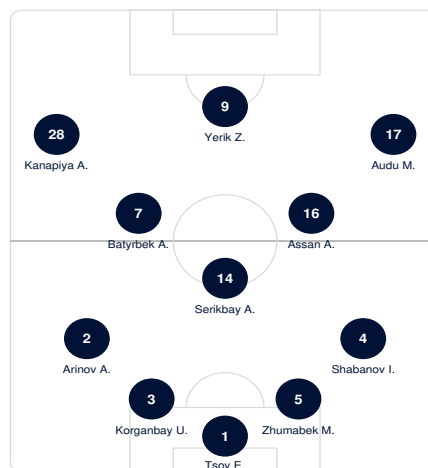 9
Yerik Z.
28
Kanapiya A.
17
Audu M.
7
Batyrbek A.
16
Assan A.
14
Serikbay A.
2
Arinov A.
4
Shabanov I.
3
Korganbay U.
5
Zhumabek M.
1
Tsoy E.